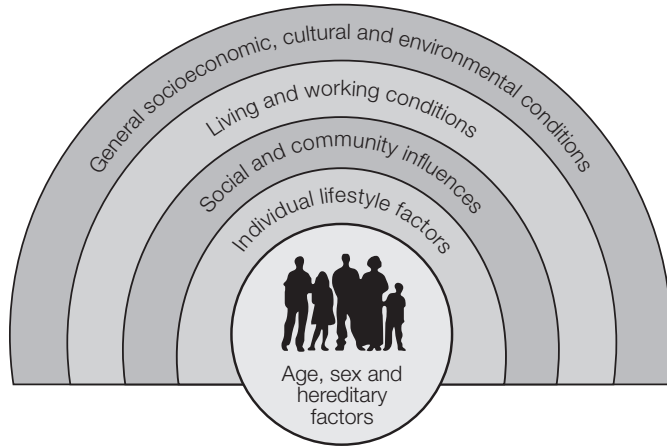 General socioeconomic, cultural and environmental conditions
Living and working conditions
Social and community influences
Individual lifestyle factors
Age, sex and
hereditary
factors